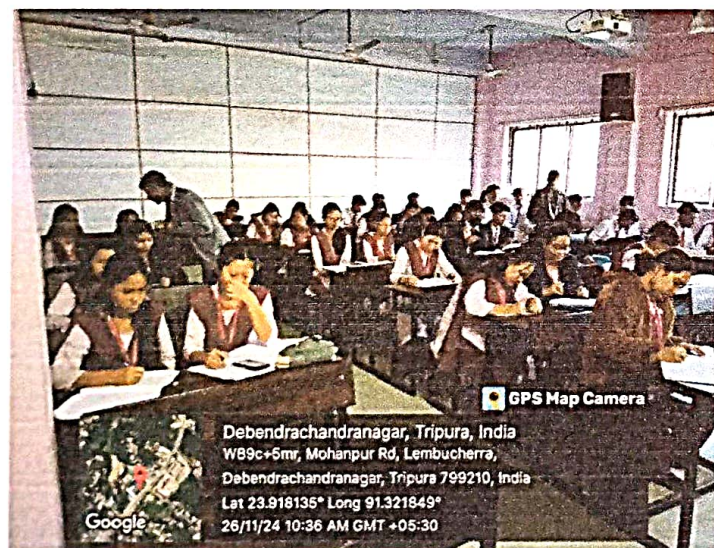 GPS Map Camera
Debendrachandranagar, Tripura, India
W89c+5mr, Mohanpur Rd, Lembucherra,
Debendrachandranagar, Tripura 799210, India
Lat 23.918135° Long 91.321849°
26/11/24 10:36 AM GMT +05:30
Google